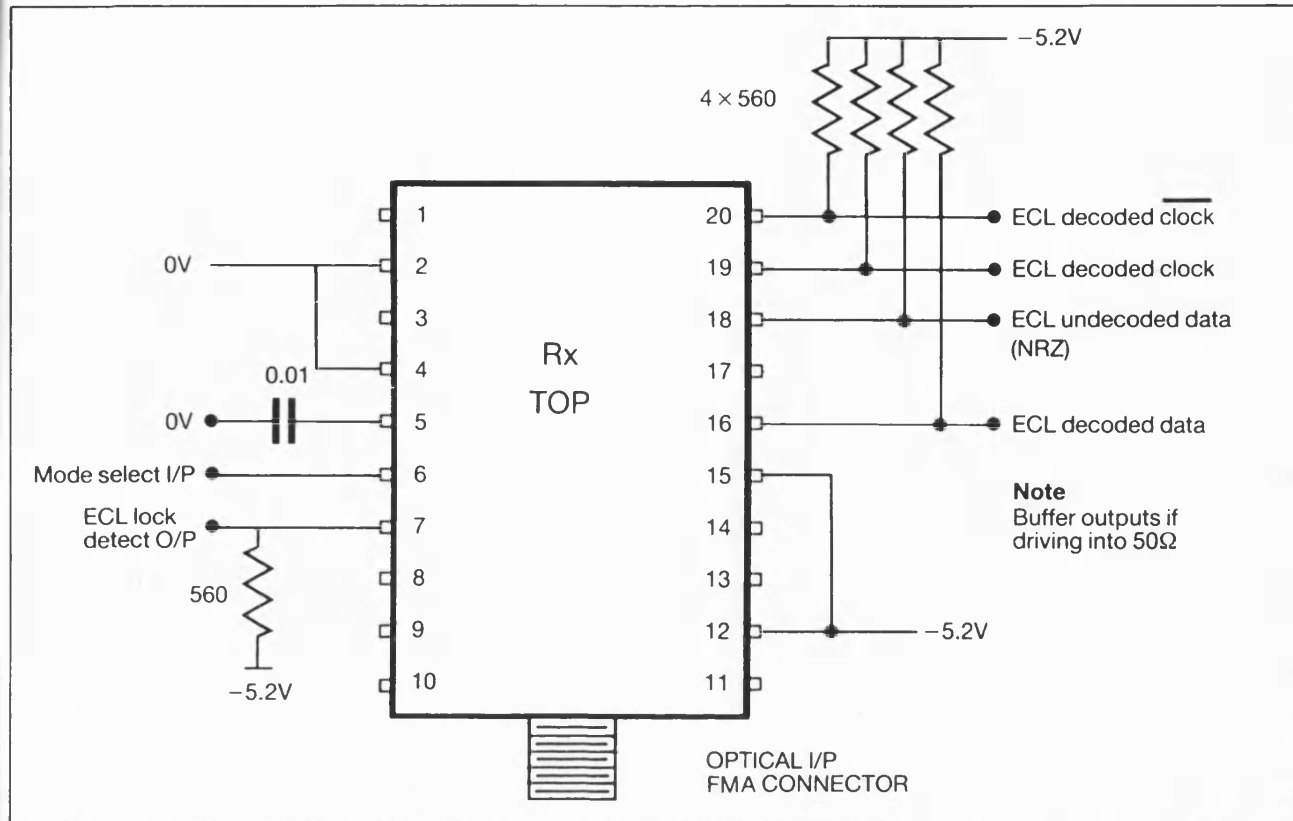 −5.2V
4 × 560
1
20
ECL decoded clock
0V
2
19
ECL decoded clock
3
18
ECL undecoded data
(NRZ)
Rx
TOP
0.01
4
17
0V
5
16
ECL decoded data
Mode select I/P
6
15
Note
Buffer outputs if
driving into 50Ω
ECL lock
detect O/P
7
14
560
8
13
9
12
−5.2V
−5.2V
10
11
OPTICAL I/P
FMA CONNECTOR